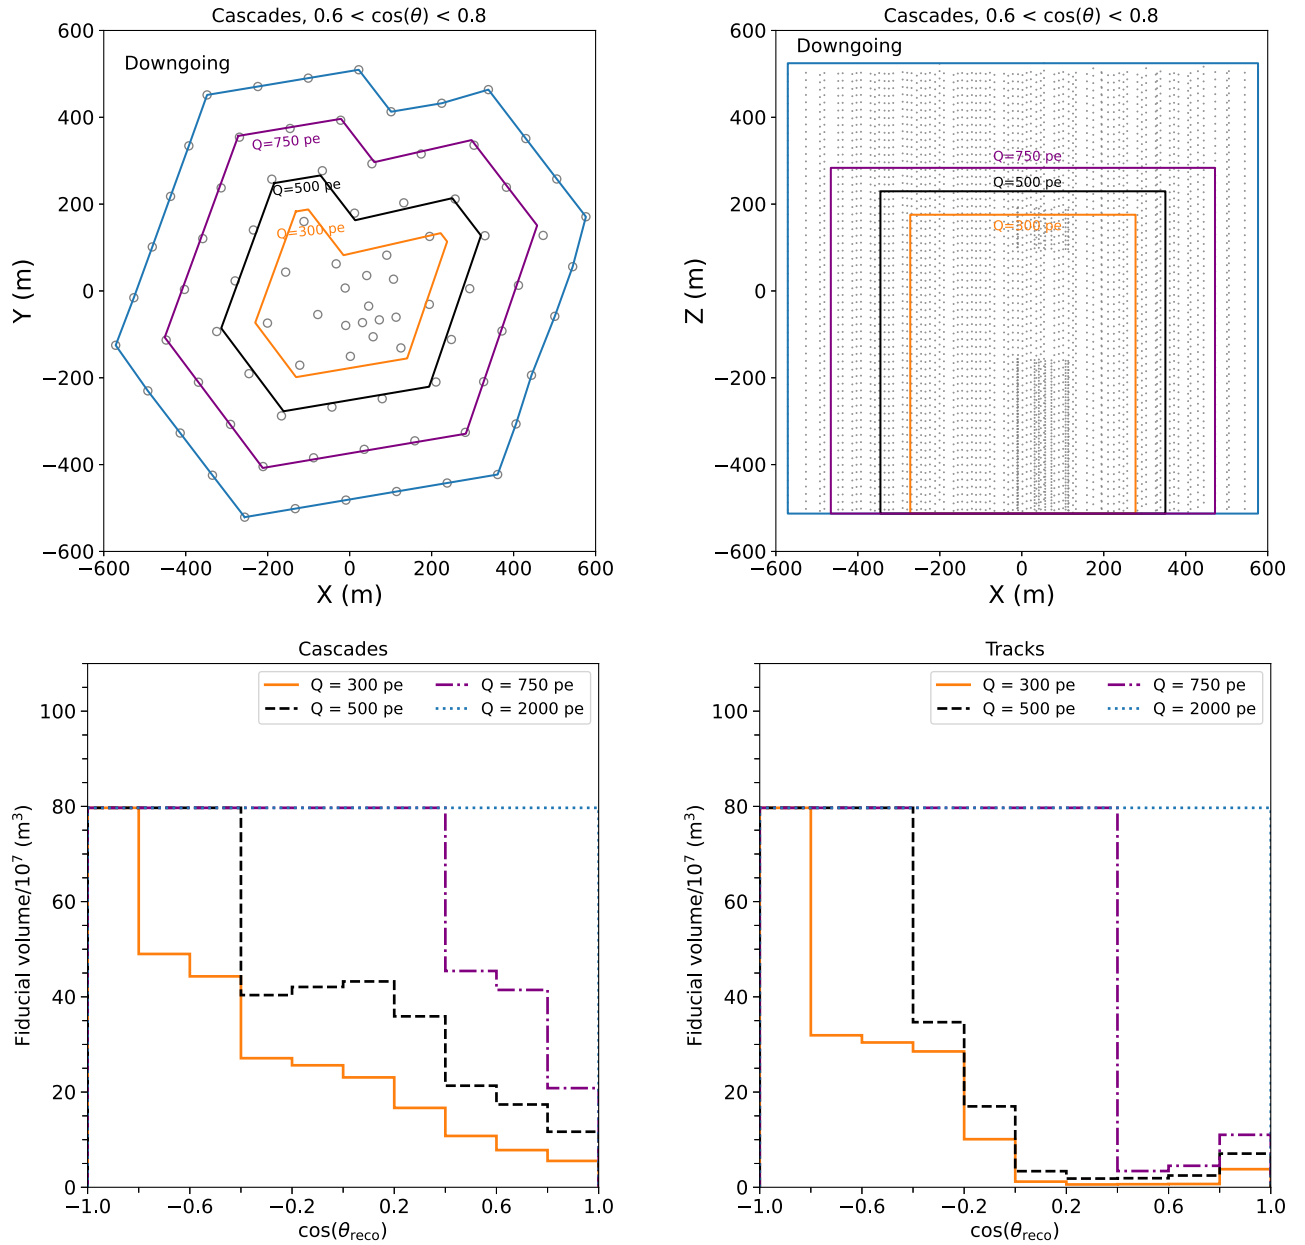 Cascades, 0.6 < cos(θ) < 0.8
600
400
200
0
−200
−400
−600
Y (m)
Downgoing
Q=750 pe
Q=500 pe
Q=300 pe
−600 −400 −200 0 200 400 600
X (m)
Cascades, 0.6 < cos(θ) < 0.8
600
400
200
0
−200
−400
−600
Z (m)
Downgoing
Q=750 pe
Q=500 pe
Q=300 pe
−600 −400 −200 0 200 400 600
X (m)
Cascades
Q = 300 pe
Q = 500 pe
Q = 750 pe
Q = 2000 pe
100
80
60
40
20
0
Fiducial volume/10⁷ (m³)
−1.0 −0.6 −0.2 0.2 0.6 1.0
cos(θreco)
Tracks
Q = 300 pe
Q = 500 pe
Q = 750 pe
Q = 2000 pe
100
80
60
40
20
0
Fiducial volume/10⁷ (m³)
−1.0 −0.6 −0.2 0.2 0.6 1.0
cos(θreco)